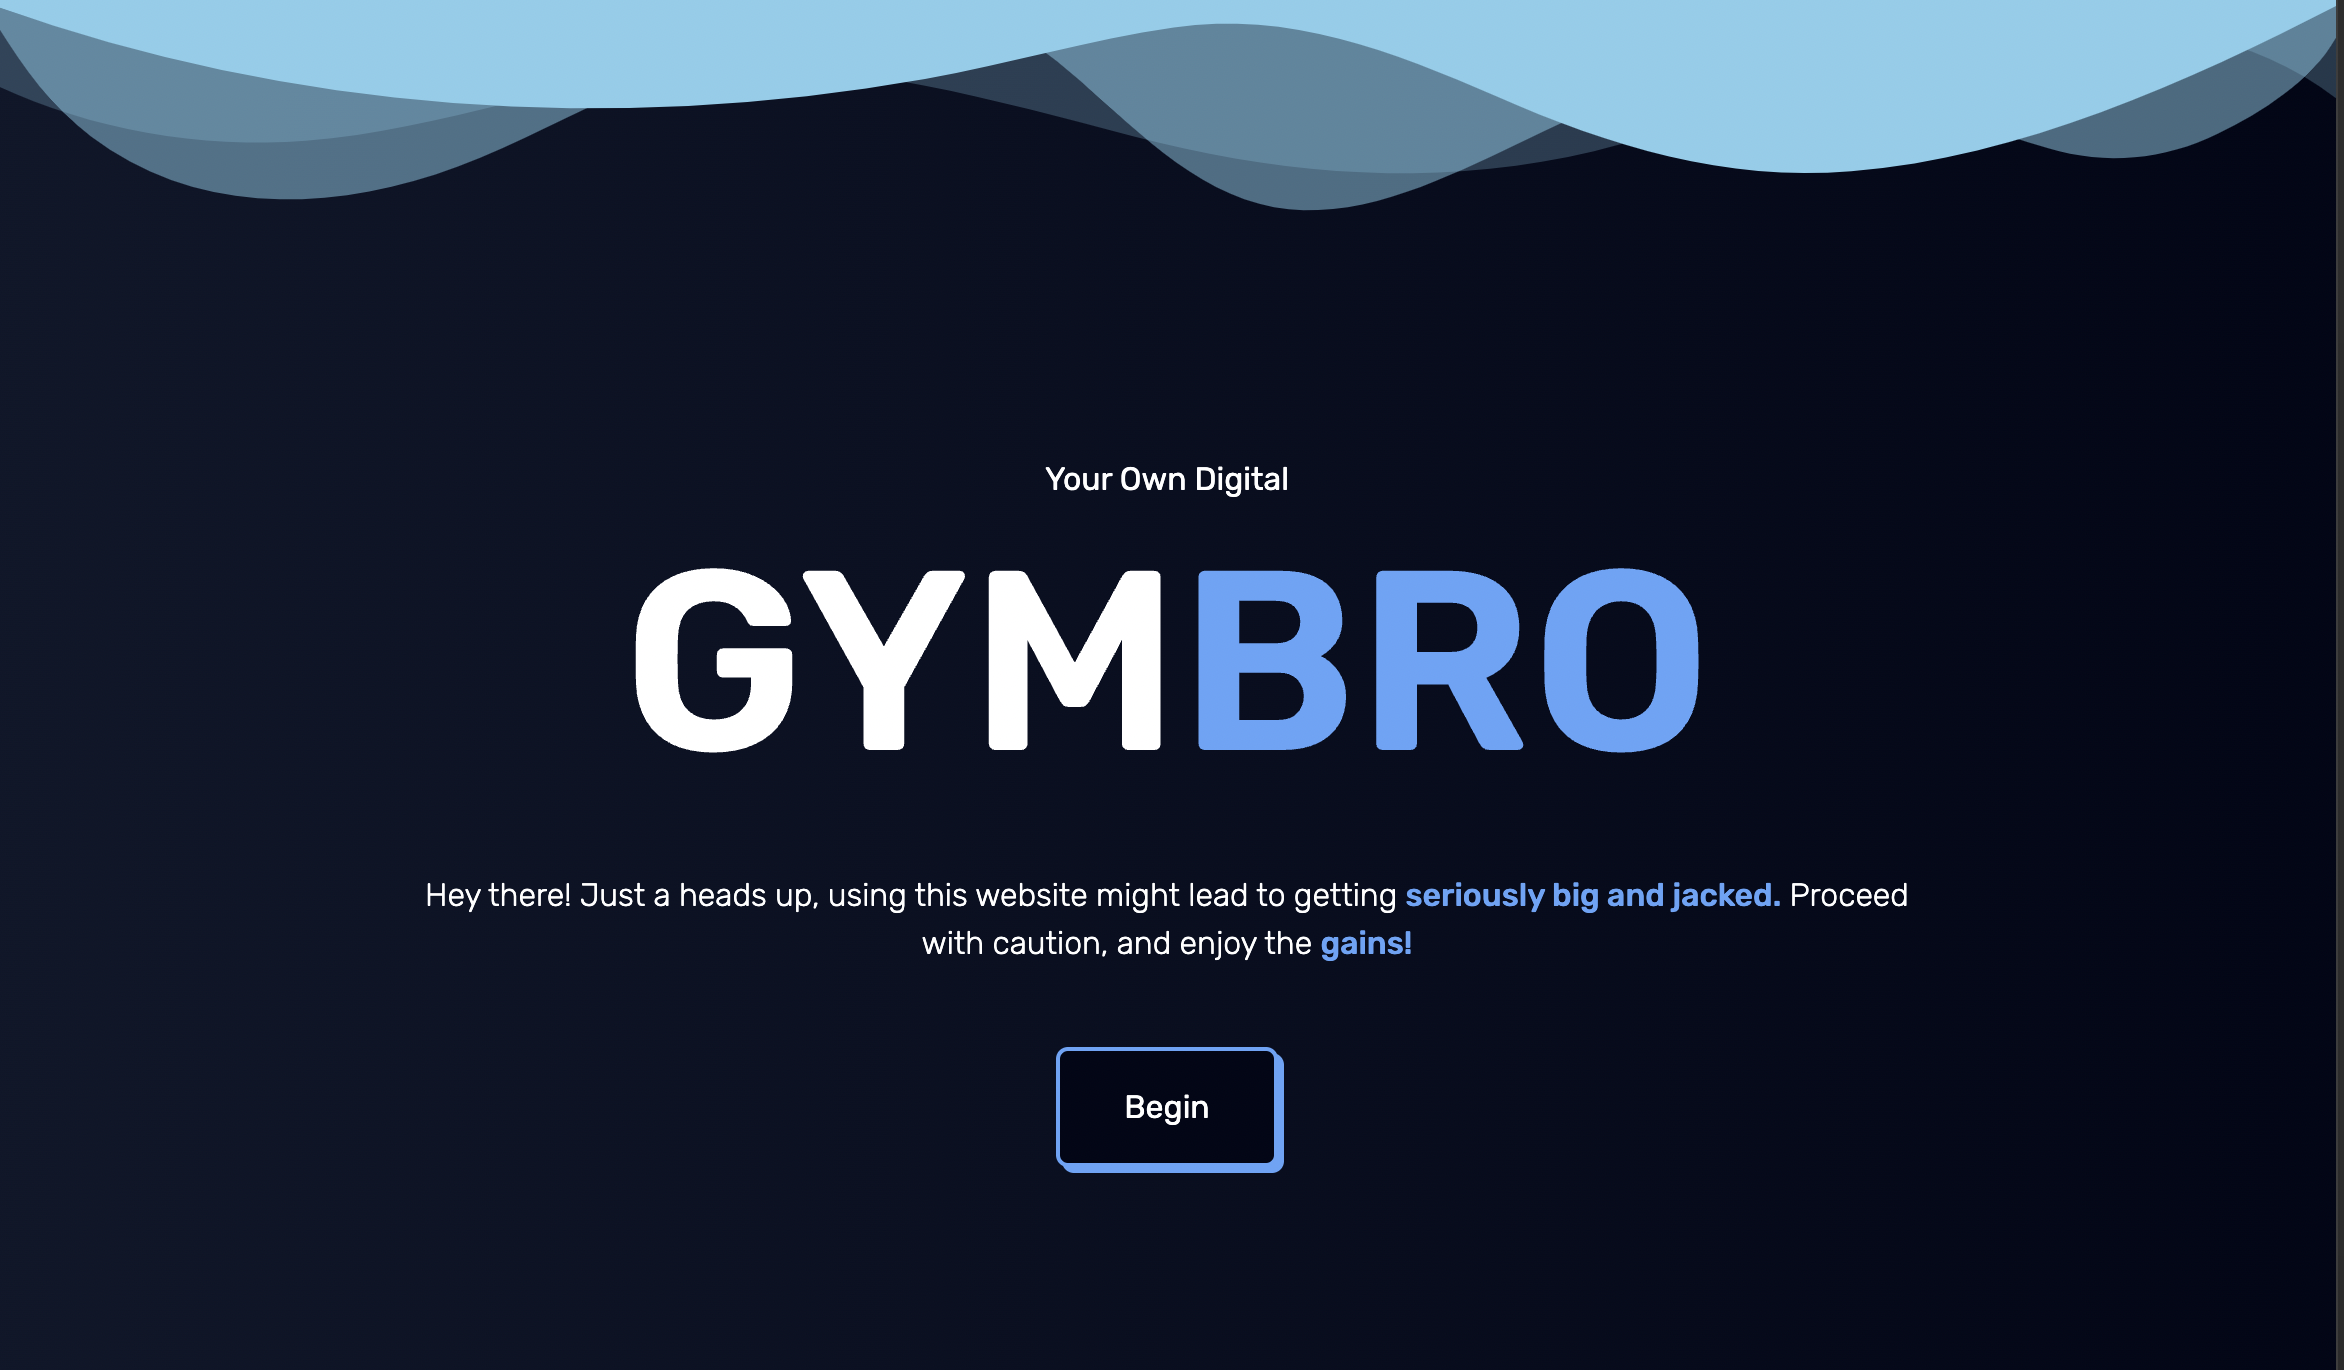 Your Own Digital
GYMBRO
Hey there! Just a heads up, using this website might lead to getting seriously big and jacked. Proceed
with caution, and enjoy the gains!
Begin